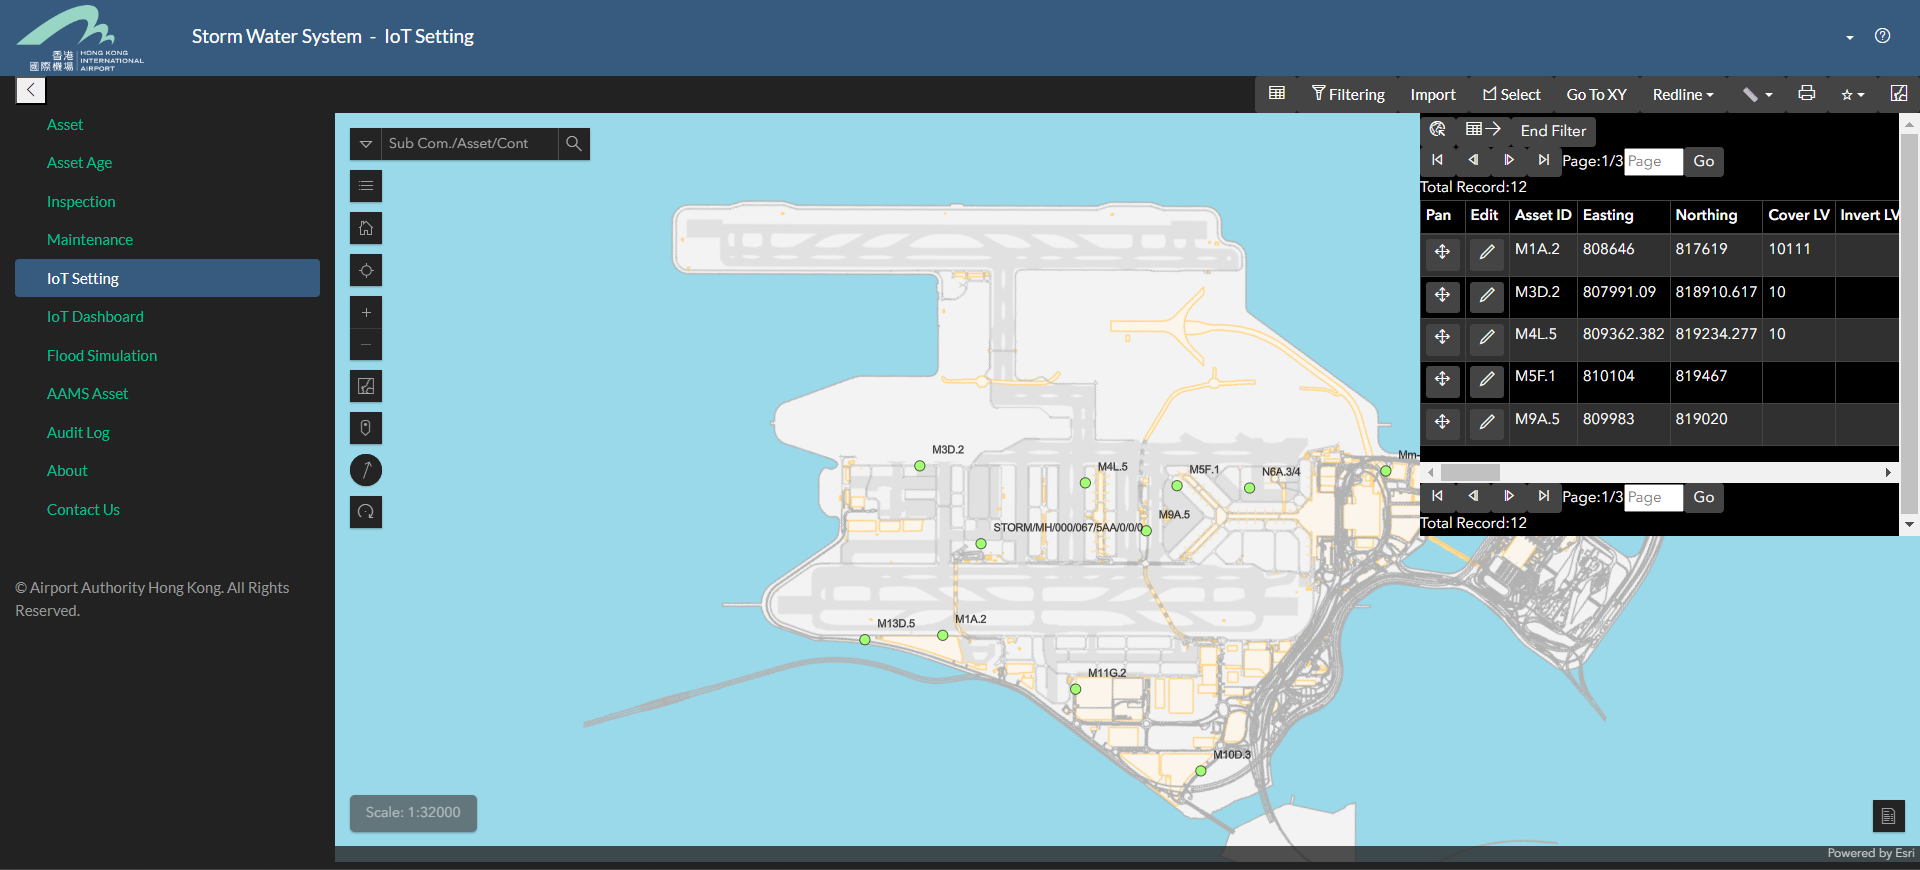 香港
國際機場
HONG KONG
INTERNATIONAL
AIRPORT
Storm Water System - IoT Setting
Filtering
Import
Select
Go To XY
Redline
Asset
Asset Age
Inspection
Maintenance
IoT Setting
IoT Dashboard
Flood Simulation
AAMS Asset
Audit Log
About
Contact Us
© Airport Authority Hong Kong. All Rights
Reserved.
Sub Com./Asset/Cont
M3D.2
M4L.5
M5F.1
N6A.3/4
Mm-
M9A.5
STORM/MH/000/067/5AA/0/0/0
M13D.5
M1A.2
M11G.2
M10D.3
Scale: 1:32000
End Filter
Page:1/3 Page Go
Total Record:12
Pan Edit Asset ID Easting Northing Cover LV Invert LV
M1A.2 808646 817619 10111
M3D.2 807991.09 818910.617 10
M4L.5 809362.382 819234.277 10
M5F.1 810104 819467
M9A.5 809983 819020
Page:1/3 Page Go
Total Record:12
Powered by Esri